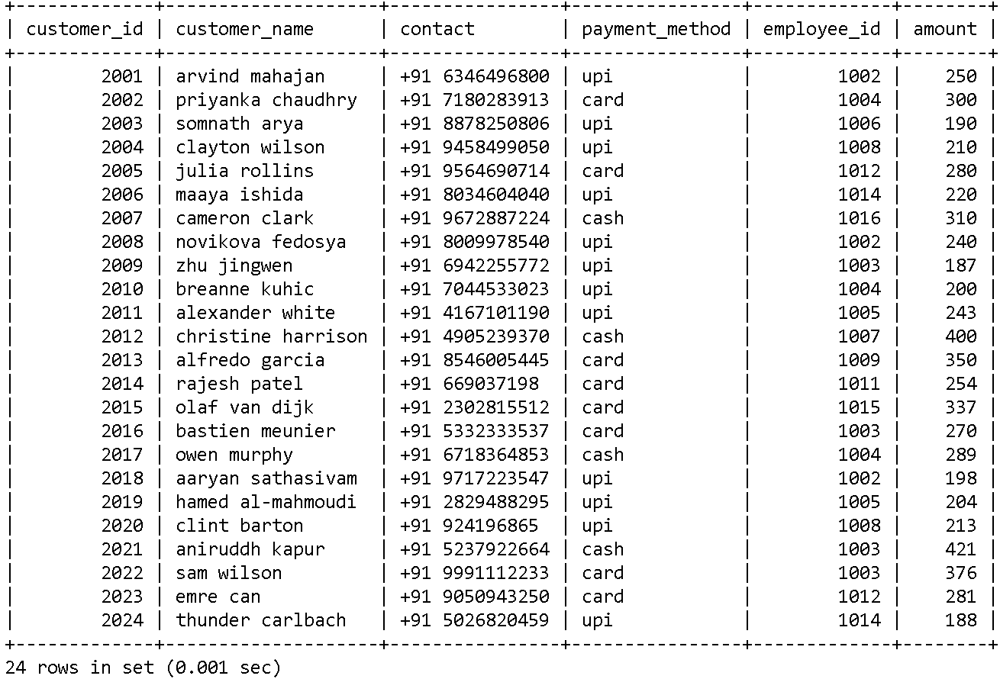 +-------------+--------------------+----------------+----------------+-------------+--------+
| customer_id | customer_name      | contact        | payment_method | employee_id | amount |
+-------------+--------------------+----------------+----------------+-------------+--------+
|        2001 | arvind mahajan     | +91 6346496800 | upi            |        1002 |    250 |
|        2002 | priyanka chaudhry  | +91 7180283913 | card           |        1004 |    300 |
|        2003 | somnath arya       | +91 8878250806 | upi            |        1006 |    190 |
|        2004 | clayton wilson     | +91 9458499050 | upi            |        1008 |    210 |
|        2005 | julia rollins      | +91 9564690714 | card           |        1012 |    280 |
|        2006 | maaya ishida       | +91 8034604040 | upi            |        1014 |    220 |
|        2007 | cameron clark      | +91 9672887224 | cash           |        1016 |    310 |
|        2008 | novikova fedosya   | +91 8009978540 | upi            |        1002 |    240 |
|        2009 | zhu jingwen        | +91 6942255772 | upi            |        1003 |    187 |
|        2010 | breanne kuhic      | +91 7044533023 | upi            |        1004 |    200 |
|        2011 | alexander white    | +91 4167101190 | upi            |        1005 |    243 |
|        2012 | christine harrison | +91 4905239370 | cash           |        1007 |    400 |
|        2013 | alfredo garcia     | +91 8546005445 | card           |        1009 |    350 |
|        2014 | rajesh patel       | +91 669037198  | card           |        1011 |    254 |
|        2015 | olaf van dijk      | +91 2302815512 | card           |        1015 |    337 |
|        2016 | bastien meunier    | +91 5332333537 | card           |        1003 |    270 |
|        2017 | owen murphy        | +91 6718364853 | cash           |        1004 |    289 |
|        2018 | aaryan sathasivam  | +91 9717223547 | upi            |        1002 |    198 |
|        2019 | hamed al-mahmoudi  | +91 2829488295 | upi            |        1005 |    204 |
|        2020 | clint barton       | +91 924196865  | upi            |        1008 |    213 |
|        2021 | aniruddh kapur     | +91 5237922664 | cash           |        1003 |    421 |
|        2022 | sam wilson         | +91 9991112233 | card           |        1003 |    376 |
|        2023 | emre can           | +91 9050943250 | card           |        1012 |    281 |
|        2024 | thunder carlbach   | +91 5026820459 | upi            |        1014 |    188 |
+-------------+--------------------+----------------+----------------+-------------+--------+
24 rows in set (0.001 sec)